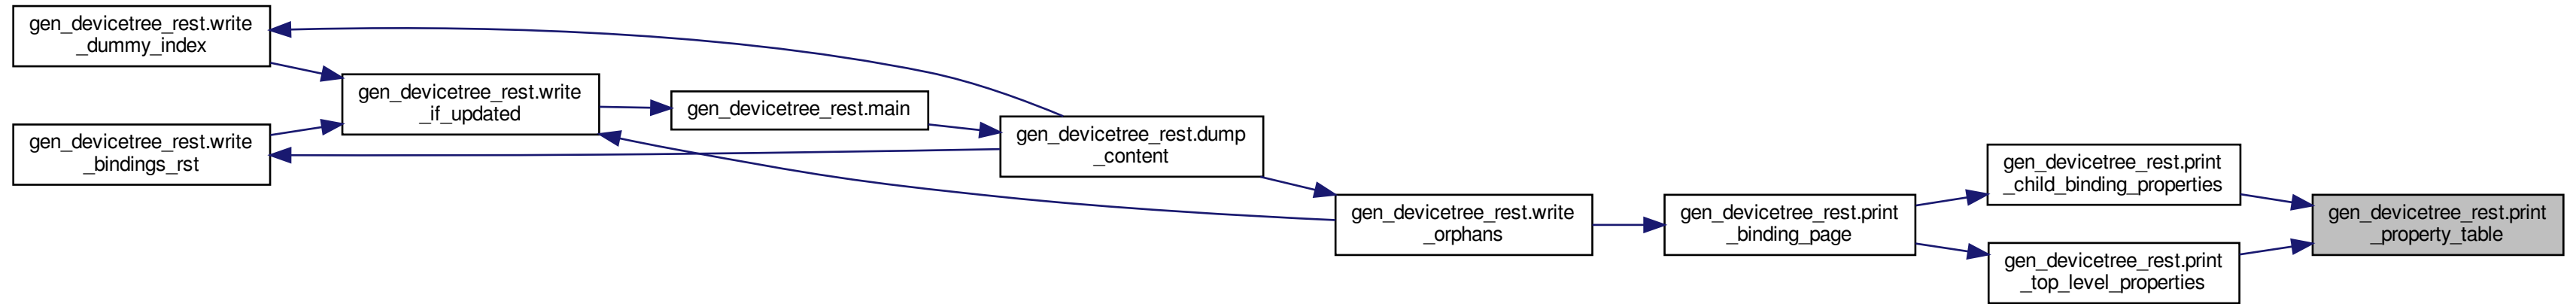 gen_devicetree_rest.write
_dummy_index
gen_devicetree_rest.write
_bindings_rst
gen_devicetree_rest.write
_if_updated
gen_devicetree_rest.main
gen_devicetree_rest.dump
_content
gen_devicetree_rest.write
_orphans
gen_devicetree_rest.print
_binding_page
gen_devicetree_rest.print
_child_binding_properties
gen_devicetree_rest.print
_top_level_properties
gen_devicetree_rest.print
_property_table